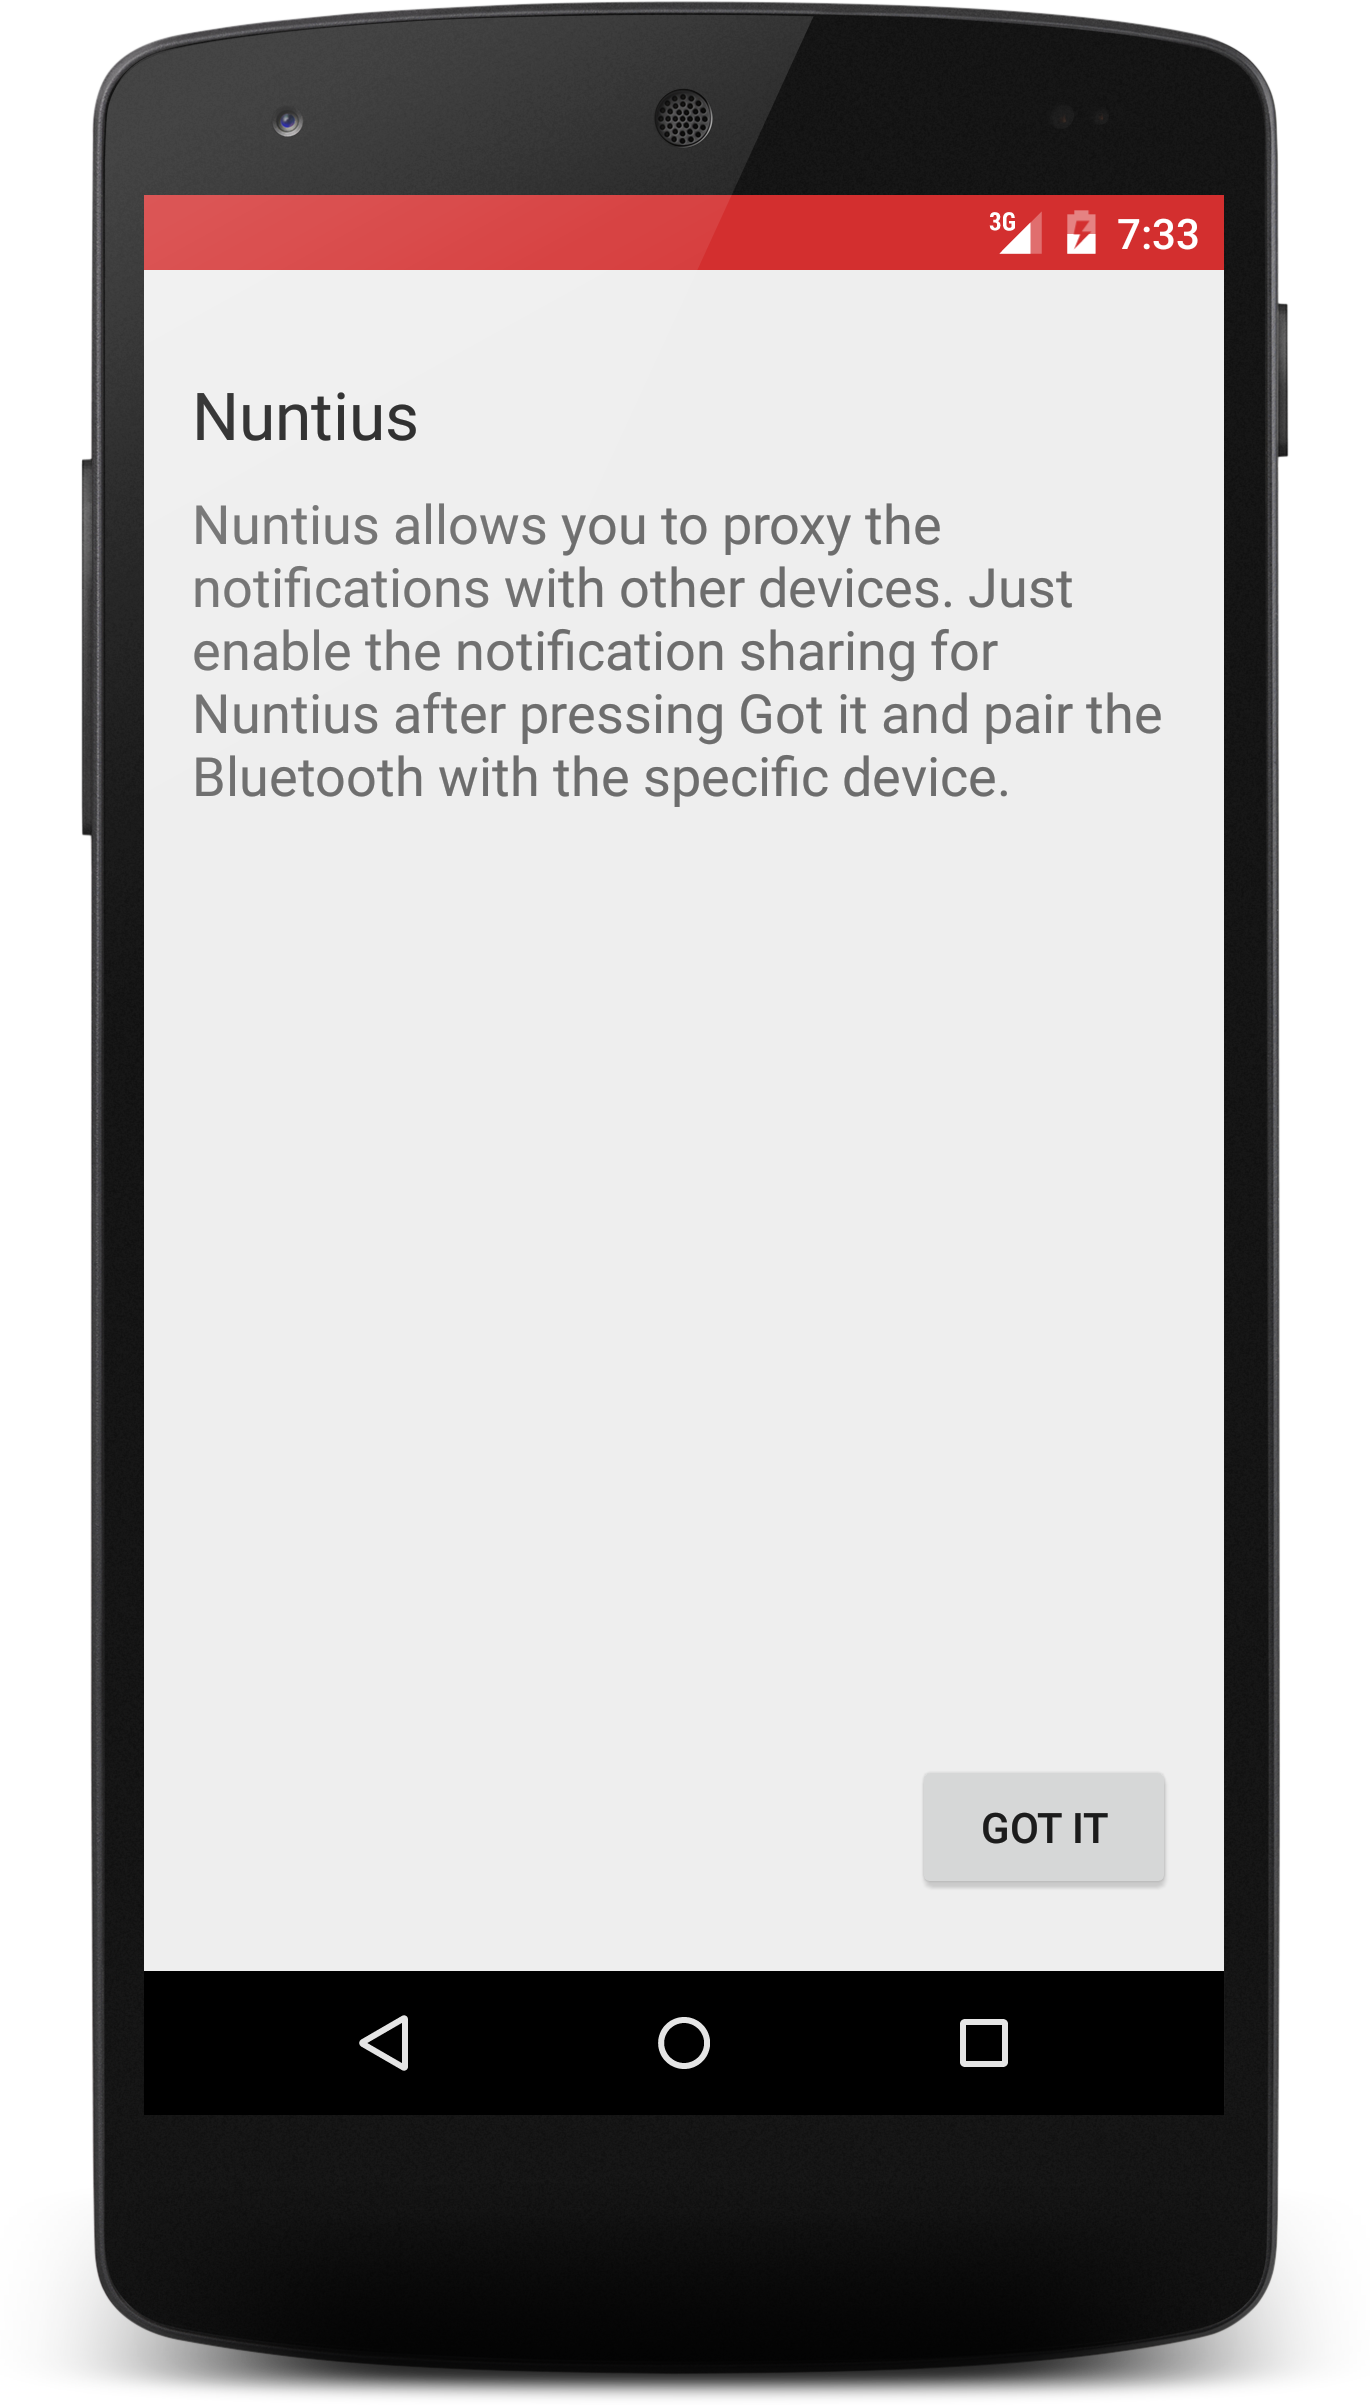 3G 7:33
Nuntius
Nuntius allows you to proxy the
notifications with other devices. Just
enable the notification sharing for
Nuntius after pressing Got it and pair the
Bluetooth with the specific device.
GOT IT